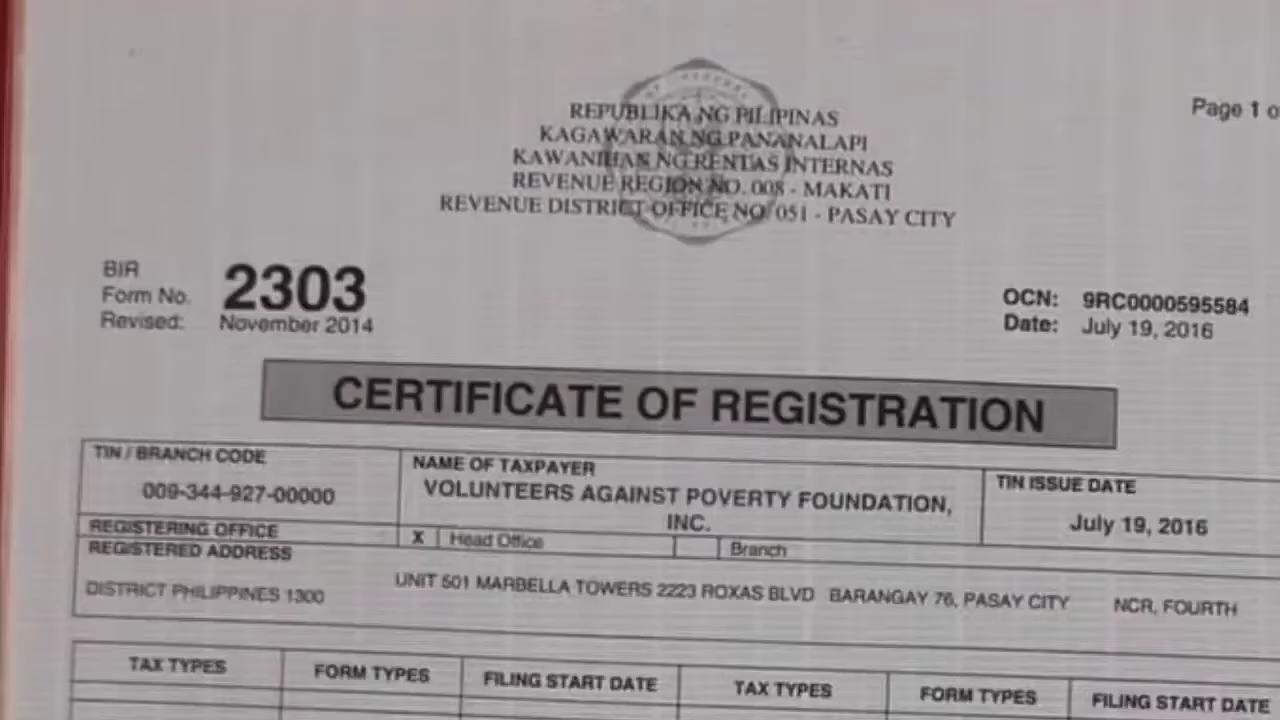 Page 1 o
REPUBLIKA NG PILIPINAS
KAGAWARAN NG PANANALAPI
KAWANIHAN NG RENTAS INTERNAS
REVENUE REGION NO. 008 - MAKATI
REVENUE DISTRICT OFFICE NO. 051 - PASAY CITY
BIR
Form No. 2303
Revised: November 2014
OCN: 9RC0000595584
Date: July 19, 2016
CERTIFICATE OF REGISTRATION
TIN / BRANCH CODE NAME OF TAXPAYER TIN ISSUE DATE
009-344-927-00000 VOLUNTEERS AGAINST POVERTY FOUNDATION, July 19, 2016
INC.
REGISTERING OFFICE X Head Office Branch
REGISTERED ADDRESS
UNIT 501 MARBELLA TOWERS 2223 ROXAS BLVD BARANGAY 76, PASAY CITY NCR, FOURTH
DISTRICT PHILIPPINES 1300
TAX TYPES FORM TYPES FILING START DATE TAX TYPES FORM TYPES FILING START DATE